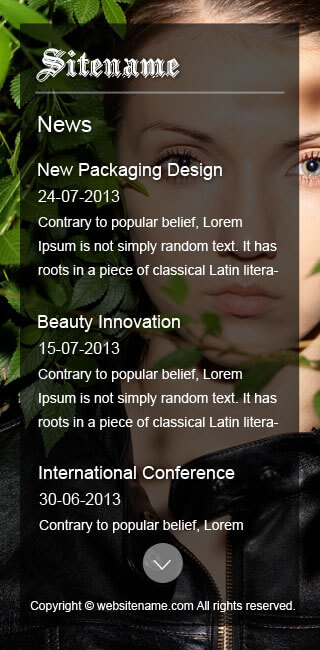 Sitename
News
New Packaging Design
24-07-2013
Contrary to popular belief, Lorem
Ipsum is not simply random text. It has
roots in a piece of classical Latin litera-
Beauty Innovation
15-07-2013
Contrary to popular belief, Lorem
Ipsum is not simply random text. It has
roots in a piece of classical Latin litera-
International Conference
30-06-2013
Contrary to popular belief, Lorem
Copyright © websitename.com All rights reserved.